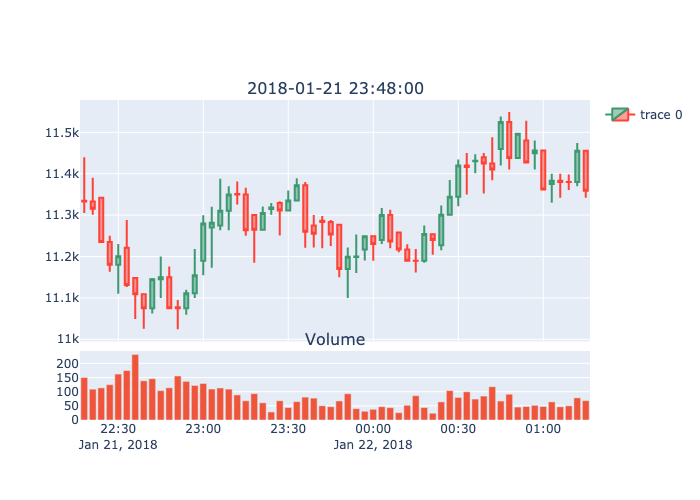 2018-01-21 23:48:00
trace 0
11.5k
11.4k
11.3k
11.2k
11.1k
11k
Volume
200
150
100
50
0
22:30 23:00 23:30 00:00 00:30 01:00
Jan 21, 2018 Jan 22, 2018